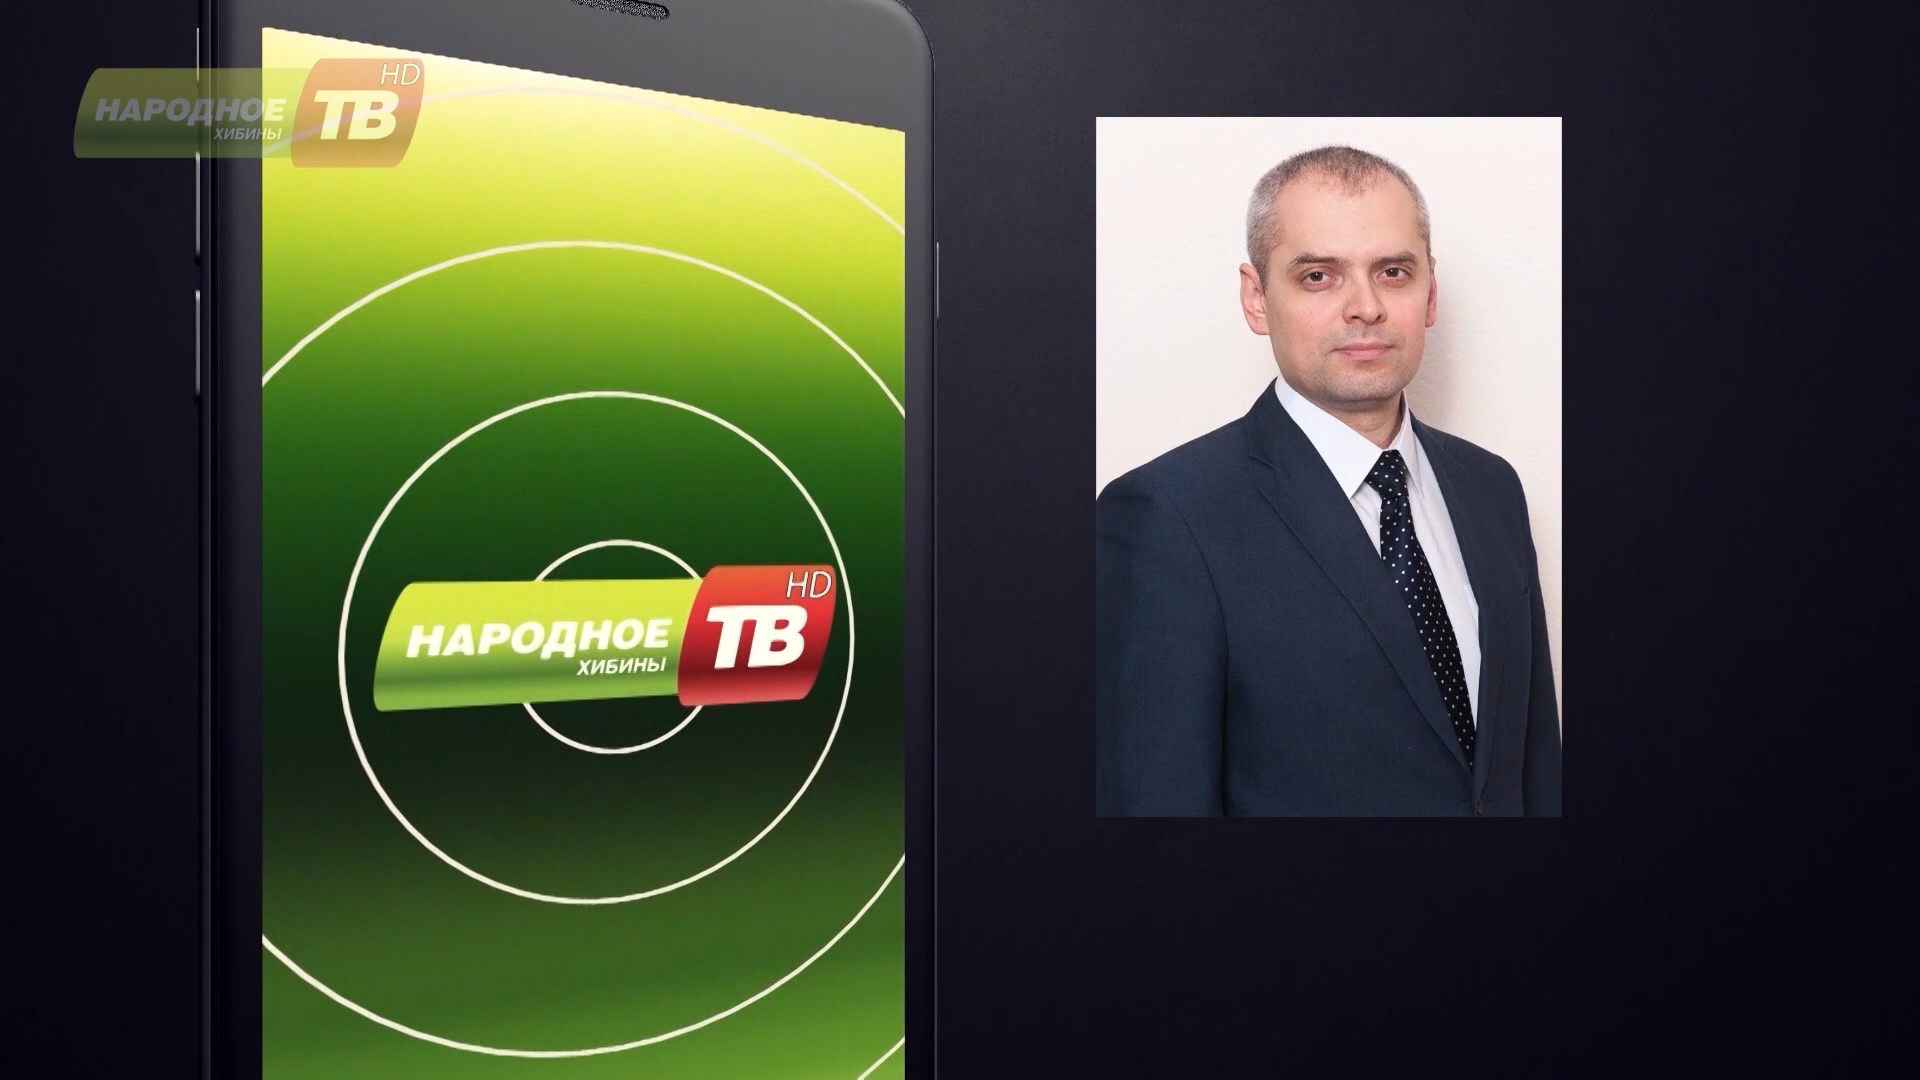 НАРОДНОЕ
ХИБИНЫ
ТВ
HD
НАРОДНОЕ
ХИБИНЫ
ТВ
HD